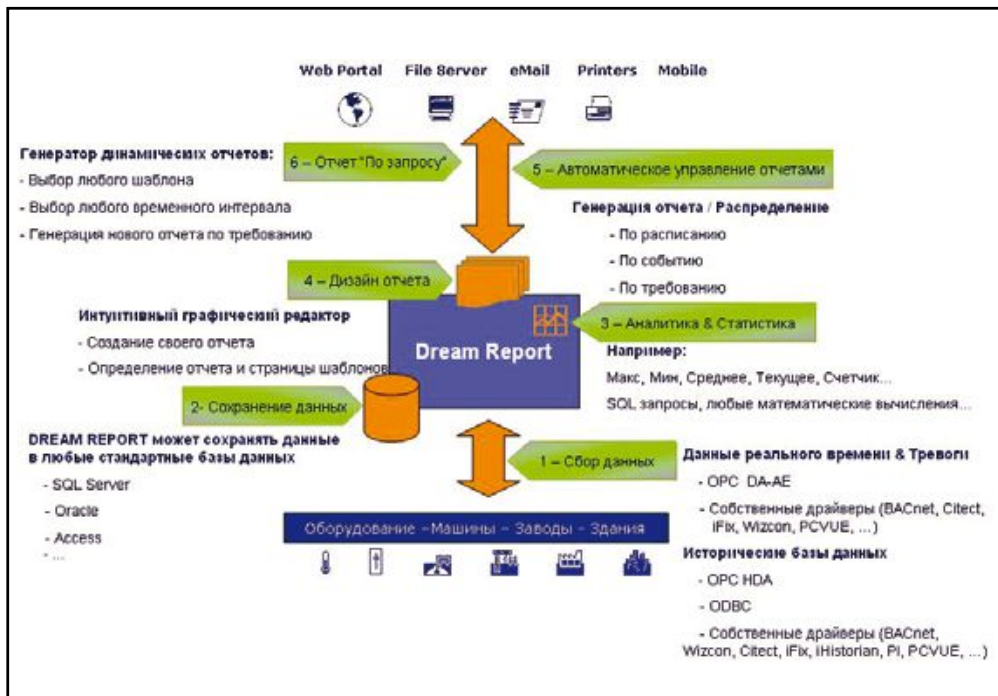 Web Portal File Server eMail Printers Mobile
Генератор динамических отчетов:
- Выбор любого шаблона
- Выбор любого временного интервала
- Генерация нового отчета по требованию
6 – Отчет "По запросу"
5 – Автоматическое управление отчетами
Генерация отчета / Распределение
- По расписанию
- По событию
- По требованию
4 – Дизайн отчета
Интуитивный графический редактор
- Создание своего отчета
- Определение отчета и страницы шаблонов
Dream Report
3 – Аналитика & Статистика
Например:
Макс, Мин, Среднее, Текущее, Счетчик...
SQL запросы, любые математические вычисления...
2- Сохранение данных
DREAM REPORT может сохранять данные
в любые стандартные базы данных
- SQL Server
- Oracle
- Access
- ...
1 – Сбор данных
Данные реального времени & Тревоги
- OPC DA-AE
- Собственные драйверы (BACnet, Citect,
iFix, Wizcon, PCVUE, ...)
Исторические базы данных
- OPC HDA
- ODBC
- Собственные драйверы (BACnet,
Wizcon, Citect, iFix, iHistorian, PI, PCVUE, ...)
Оборудование –Машины – Заводы - Здания